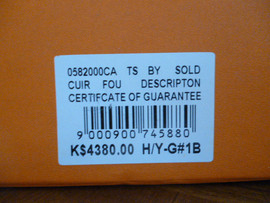 0582000CA TS BY SOLD
CUIR FOU DESCRIPTON
CERTIFCATE OF GUARANTEE
9 000900 745880
K$4380.00 H/Y-G#1B